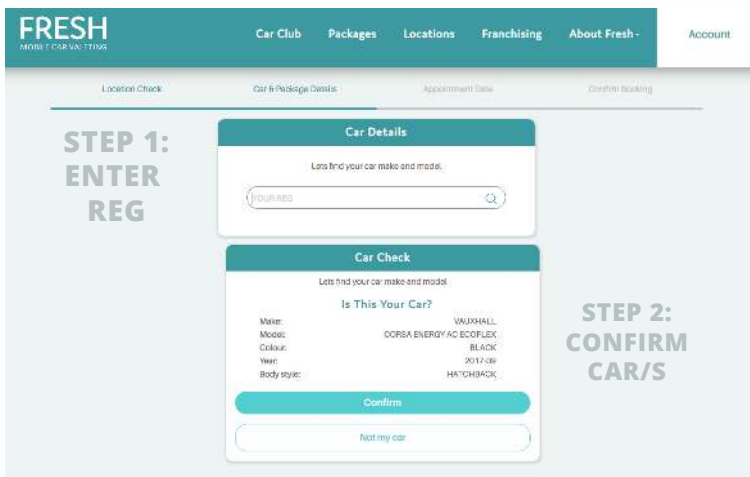 FRESH
MOBILE CAR VALETING
Car Club Packages Locations Franchising About Fresh - Account
Location Check Car & Package Details Appointment Date Confirm Booking
STEP 1:
ENTER
REG
Car Details
Lets find your car make and model.
YOUR REG
Car Check
Lets find your car make and model
Is This Your Car?
Make: VAUXHALL
Model: CORSA ENERGY AC ECOFLEX
Colour: BLACK
Year: 2017-09
Body style: HATCHBACK
Confirm
Not my car
STEP 2:
CONFIRM
CAR/S